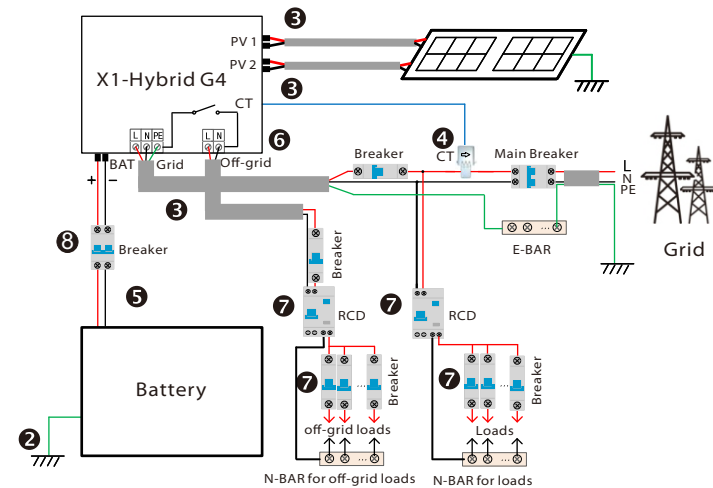 3
PV 1
PV 2
X1-Hybrid G4
3
CT
L N PE
L N
6
4
BAT
Grid
Off-grid
Breaker
CT
Main Breaker
L
N
PE
+
−
3
E-BAR
Grid
8
Breaker
Breaker
5
7
RCD
7
RCD
Battery
7
...
Breaker
7
...
Breaker
off-grid loads
Loads
2
...
...
...
N-BAR for off-grid loads
N-BAR for loads